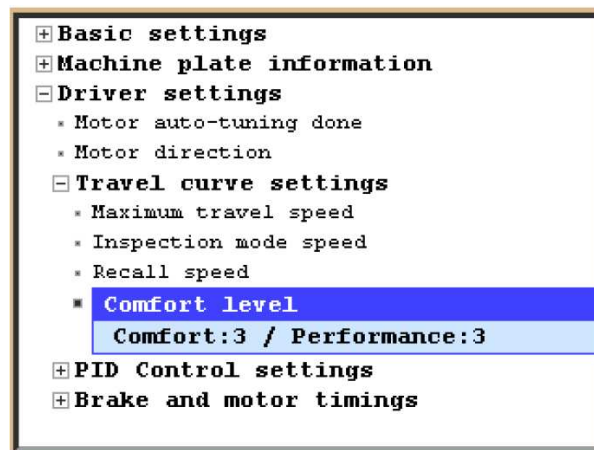 Basic settings
Machine plate information
Driver settings
Motor auto-tuning done
Motor direction
Travel curve settings
Maximum travel speed
Inspection mode speed
Recall speed
Comfort level
Comfort:3 / Performance:3
PID Control settings
Brake and motor timings